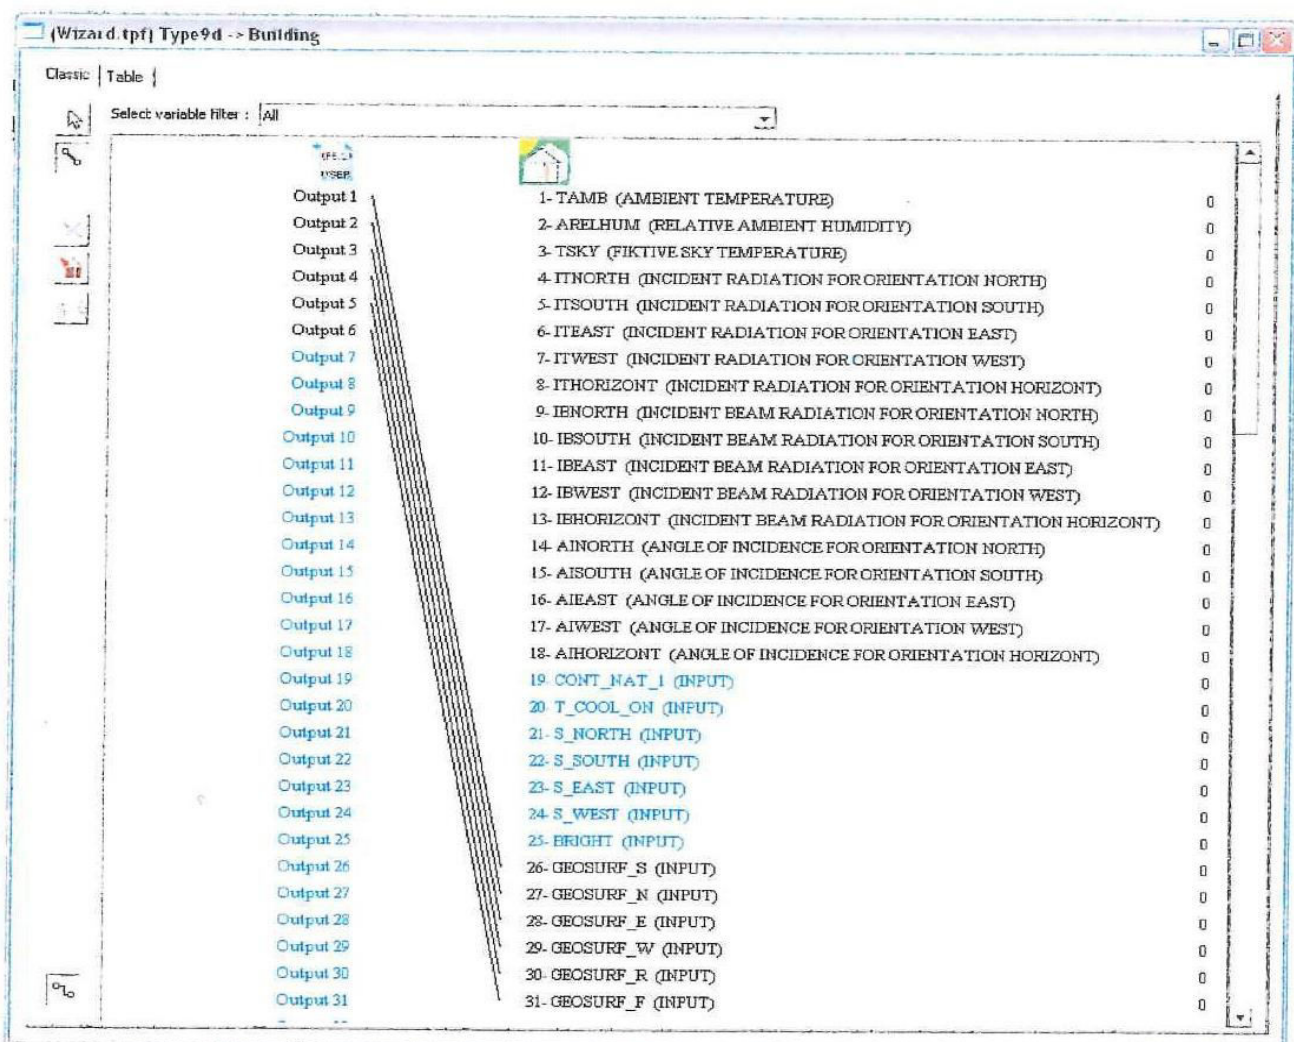 (Wizard.tpf) Type9d -> Building
Classic Table
Select variable filter : All
USER
Output 1 1- TAMB (AMBIENT TEMPERATURE) 0
Output 2 2- ARELHUM (RELATIVE AMBIENT HUMIDITY) 0
Output 3 3- TSKY (FIKTIVE SKY TEMPERATURE) 0
Output 4 4- ITNORTH (INCIDENT RADIATION FOR ORIENTATION NORTH) 0
Output 5 5- ITSOUTH (INCIDENT RADIATION FOR ORIENTATION SOUTH) 0
Output 6 6- ITEAST (INCIDENT RADIATION FOR ORIENTATION EAST) 0
Output 7 7- ITWEST (INCIDENT RADIATION FOR ORIENTATION WEST) 0
Output 8 8- ITHORIZONT (INCIDENT RADIATION FOR ORIENTATION HORIZONT) 0
Output 9 9- IBNORTH (INCIDENT BEAM RADIATION FOR ORIENTATION NORTH) 0
Output 10 10- IBSOUTH (INCIDENT BEAM RADIATION FOR ORIENTATION SOUTH) 0
Output 11 11- IBEAST (INCIDENT BEAM RADIATION FOR ORIENTATION EAST) 0
Output 12 12- IBWEST (INCIDENT BEAM RADIATION FOR ORIENTATION WEST) 0
Output 13 13- IBHORIZONT (INCIDENT BEAM RADIATION FOR ORIENTATION HORIZONT) 0
Output 14 14- AINORTH (ANGLE OF INCIDENCE FOR ORIENTATION NORTH) 0
Output 15 15- AISOUTH (ANGLE OF INCIDENCE FOR ORIENTATION SOUTH) 0
Output 16 16- AIEAST (ANGLE OF INCIDENCE FOR ORIENTATION EAST) 0
Output 17 17- AIWEST (ANGLE OF INCIDENCE FOR ORIENTATION WEST) 0
Output 18 18- AIHORIZONT (ANGLE OF INCIDENCE FOR ORIENTATION HORIZONT) 0
Output 19 19- CONT_NAT_1 (INPUT) 0
Output 20 20- T_COOL_ON (INPUT) 0
Output 21 21- S_NORTH (INPUT) 0
Output 22 22- S_SOUTH (INPUT) 0
Output 23 23- S_EAST (INPUT) 0
Output 24 24- S_WEST (INPUT) 0
Output 25 25- BRIGHT (INPUT) 0
Output 26 26- GEOSURF_S (INPUT) 0
Output 27 27- GEOSURF_N (INPUT) 0
Output 28 28- GEOSURF_E (INPUT) 0
Output 29 29- GEOSURF_W (INPUT) 0
Output 30 30- GEOSURF_R (INPUT) 0
Output 31 31- GEOSURF_F (INPUT) 0